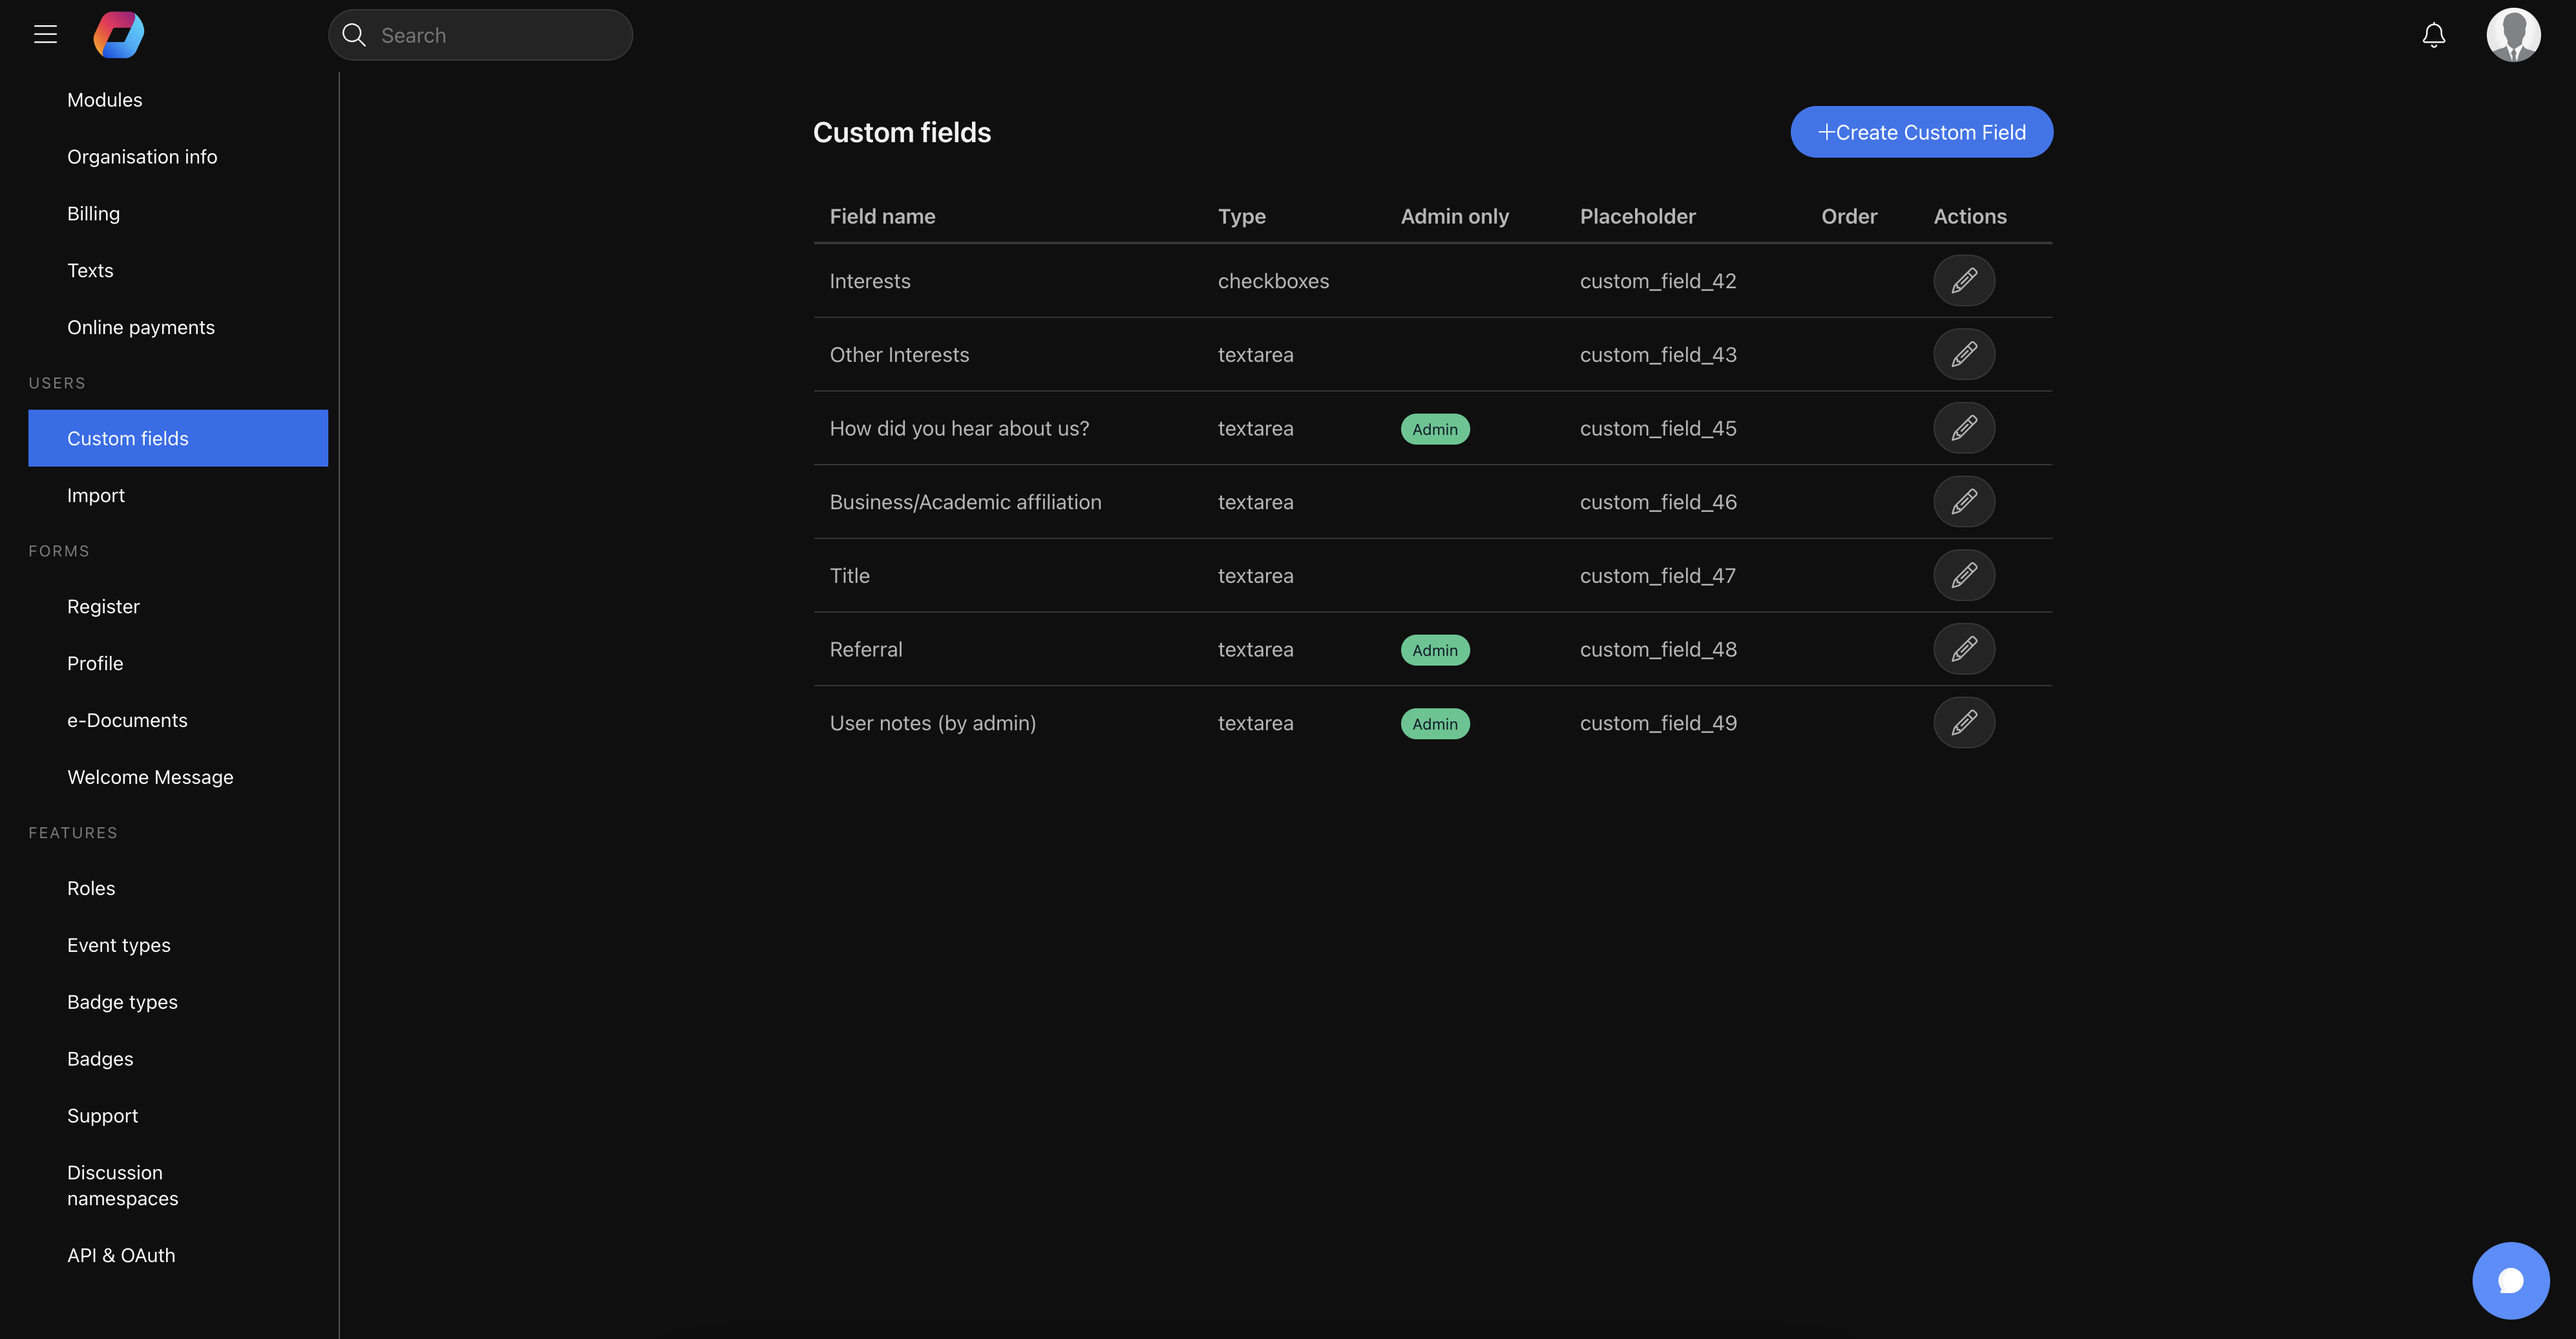 Search
Modules
Organisation info
Billing
Texts
Online payments
USERS
Custom fields
Import
FORMS
Register
Profile
e-Documents
Welcome Message
FEATURES
Roles
Event types
Badge types
Badges
Support
Discussion
namespaces
API & OAuth
Custom fields
+Create Custom Field
Field name Type Admin only Placeholder Order Actions
Interests checkboxes custom_field_42
Other Interests textarea custom_field_43
How did you hear about us? textarea Admin custom_field_45
Business/Academic affiliation textarea custom_field_46
Title textarea custom_field_47
Referral textarea Admin custom_field_48
User notes (by admin) textarea Admin custom_field_49